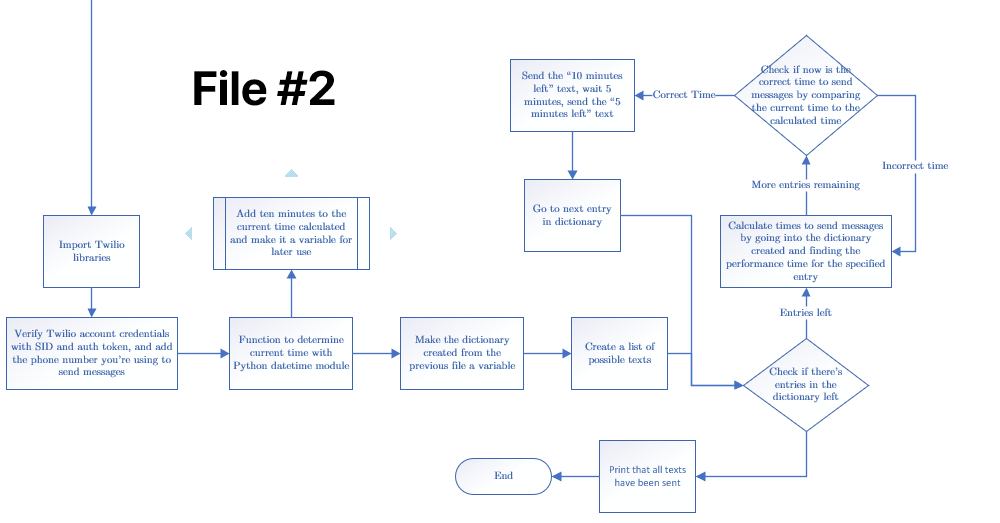 File #2
Import Twilio
libraries
Verify Twilio account credentials
with SID and auth token, and add
the phone number you're using to
send messages
Function to determine
current time with
Python datetime module
Add ten minutes to the
current time calculated
and make it a variable for
later use
Make the dictionary
created from the
previous file a variable
Create a list of
possible texts
Check if there's
entries in the
dictionary left
Entries left
Calculate times to send messages
by going into the dictionary
created and finding the
performance time for the specified
entry
More entries remaining
Check if now is the
correct time to send
messages by comparing
the current time to the
calculated time
Incorrect time
Correct Time
Send the “10 minutes
left” text, wait 5
minutes, send the “5
minutes left” text
Go to next entry
in dictionary
Print that all texts
have been sent
End